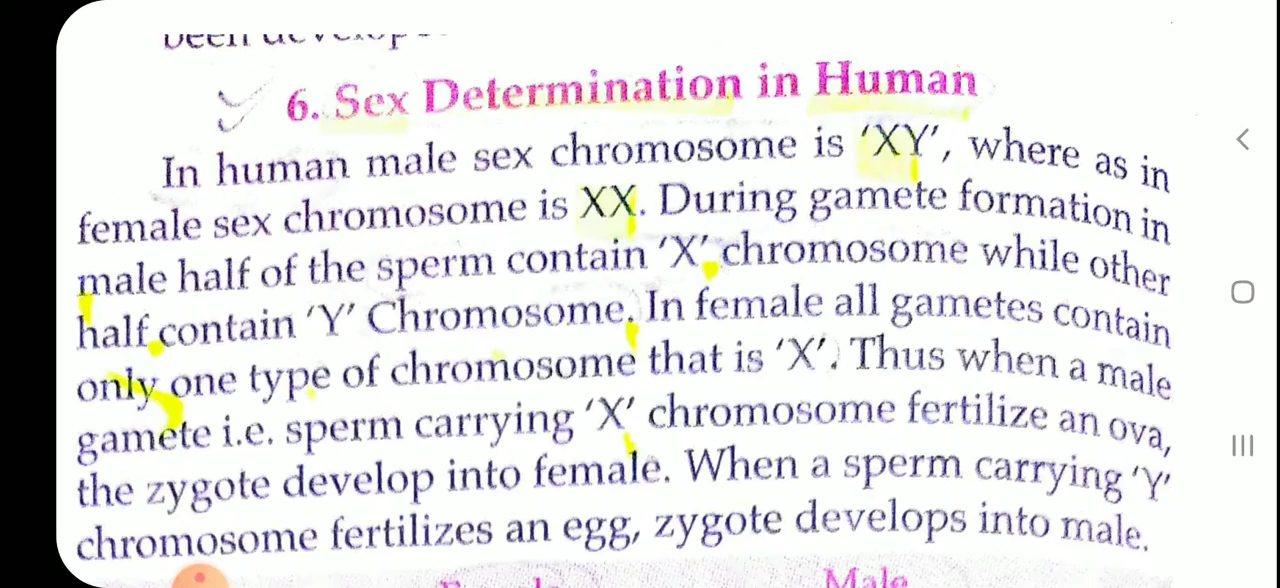 6. Sex Determination in Human
In human male sex chromosome is 'XY', where as in
female sex chromosome is XX. During gamete formation in
male half of the sperm contain 'X' chromosome while other
half contain 'Y' Chromosome. In female all gametes contain
only one type of chromosome that is 'X'. Thus when a male
gamete i.e. sperm carrying 'X' chromosome fertilize an ova,
the zygote develop into female. When a sperm carrying 'Y'
chromosome fertilizes an egg, zygote develops into male.
Male